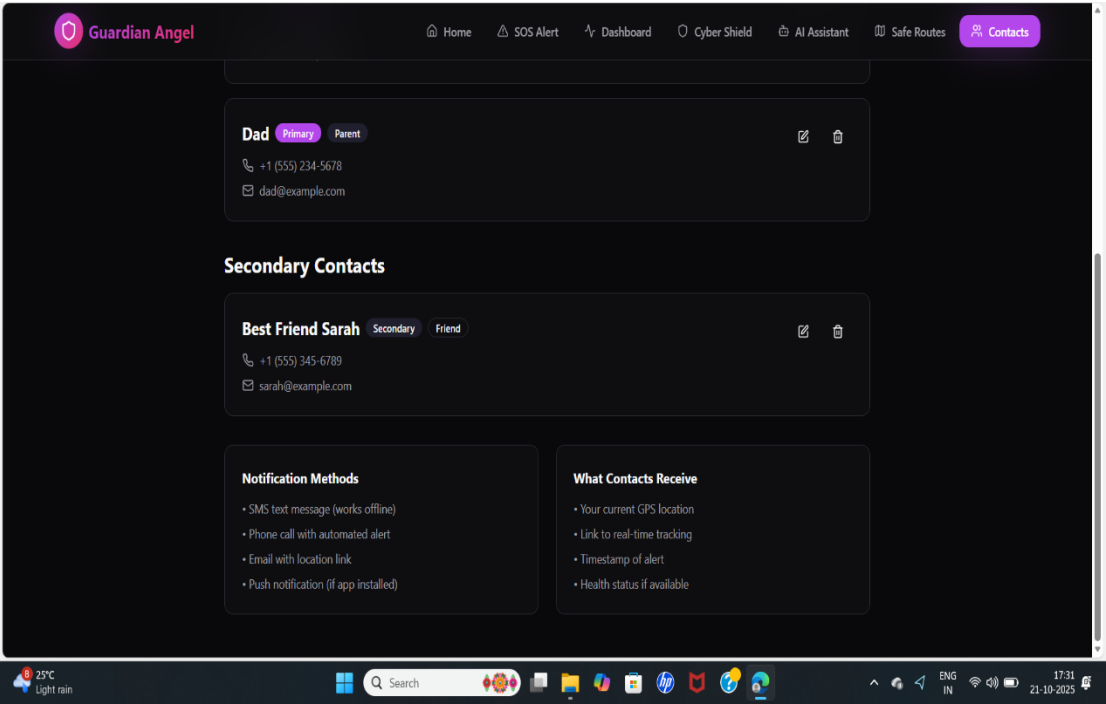 Guardian Angel
Home
SOS Alert
Dashboard
Cyber Shield
AI Assistant
Safe Routes
Contacts
Dad
Primary
Parent
+1 (555) 234-5678
dad@example.com
Secondary Contacts
Best Friend Sarah
Secondary
Friend
+1 (555) 345-6789
sarah@example.com
Notification Methods
• SMS text message (works offline)
• Phone call with automated alert
• Email with location link
• Push notification (if app installed)
What Contacts Receive
• Your current GPS location
• Link to real-time tracking
• Timestamp of alert
• Health status if available
8
25°C
Light rain
Search
hp
ENG
IN
17:31
21-10-2025